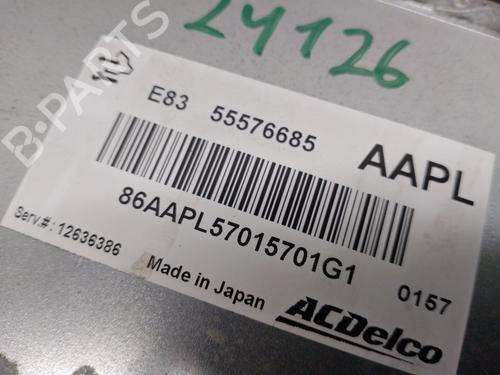 24126
E83 55576685
AAPL
86AAPL57015701G1
Serv.#: 12636386
Made in Japan
ACDelco
0157
B-PARTS